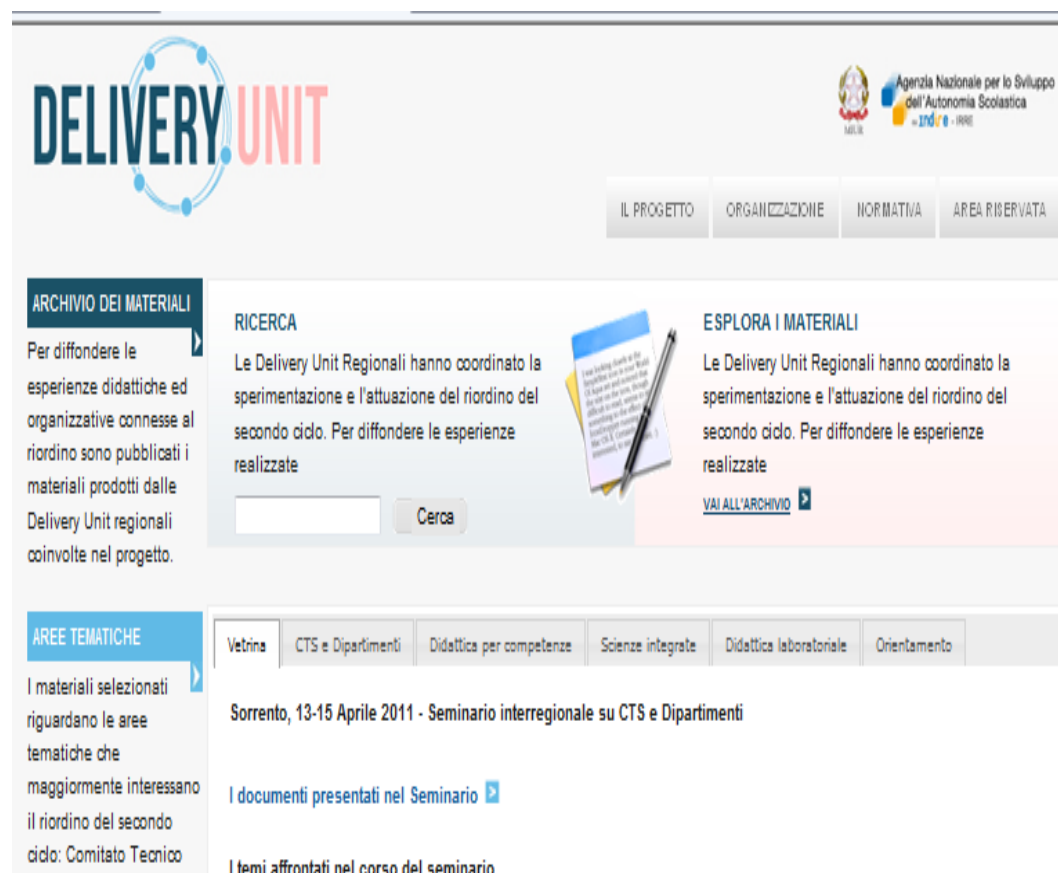 DELIVERY UNIT
MIUR
Agenzia Nazionale per lo Sviluppo
dell'Autonomia Scolastica
IL PROGETTO
ORGANIZZAZIONE
NORMATIVA
AREA RISERVATA
ARCHIVIO DEI MATERIALI
Per diffondere le
esperienze didattiche ed
organizzative connesse al
riordino sono pubblicati i
materiali prodotti dalle
Delivery Unit regionali
coinvolte nel progetto.
RICERCA
Le Delivery Unit Regionali hanno coordinato la
sperimentazione e l'attuazione del riordino del
secondo ciclo. Per diffondere le esperienze
realizzate
Cerca
ESPLORA I MATERIALI
Le Delivery Unit Regionali hanno coordinato la
sperimentazione e l'attuazione del riordino del
secondo ciclo. Per diffondere le esperienze
realizzate
VAI ALL'ARCHIVIO
AREE TEMATICHE
I materiali selezionati
riguardano le aree
tematiche che
maggiormente interessano
il riordino del secondo
ciclo: Comitato Tecnico
Vetrina
CTS e Dipartimenti
Didattica per competenze
Scienze integrate
Didattica laboratoriale
Orientamento
Sorrento, 13-15 Aprile 2011 - Seminario interregionale su CTS e Dipartimenti
I documenti presentati nel Seminario
I temi affrontati nel corso del seminario